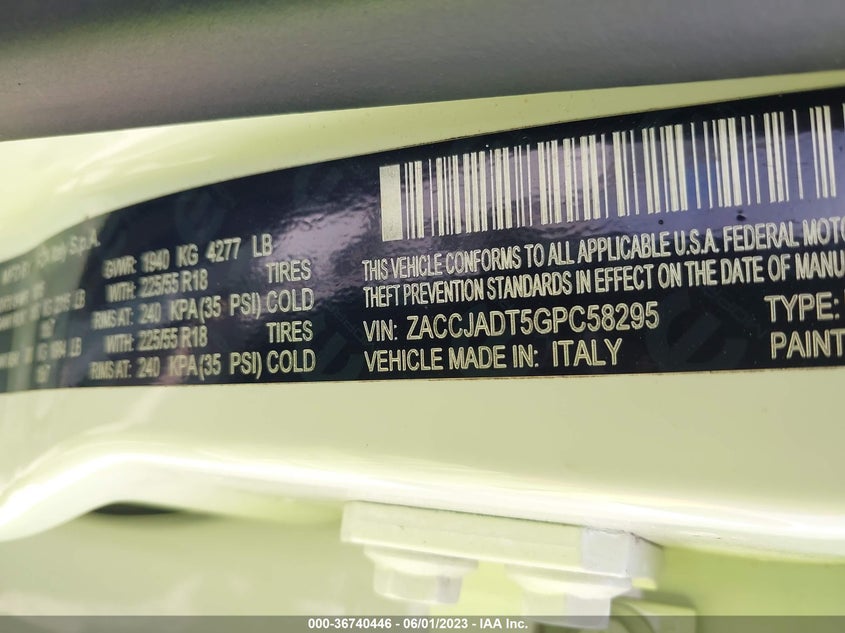 S.p.A.
GVWR: 1940 KG 4277 LB
WITH: 225/55 R18 TIRES
RIMS AT: 240 KPA(35 PSI) COLD
WITH: 225/55 R18 TIRES
RIMS AT: 240 KPA(35 PSI) COLD
LB
LB
THIS VEHICLE CONFORMS TO ALL APPLICABLE U.S.A. FEDERAL MOTO
THEFT PREVENTION STANDARDS IN EFFECT ON THE DATE OF MANU
VIN: ZACCJADT5GPC58295 TYPE:
VEHICLE MADE IN: ITALY PAINT
000-36740446 - 06/01/2023 - IAA Inc.